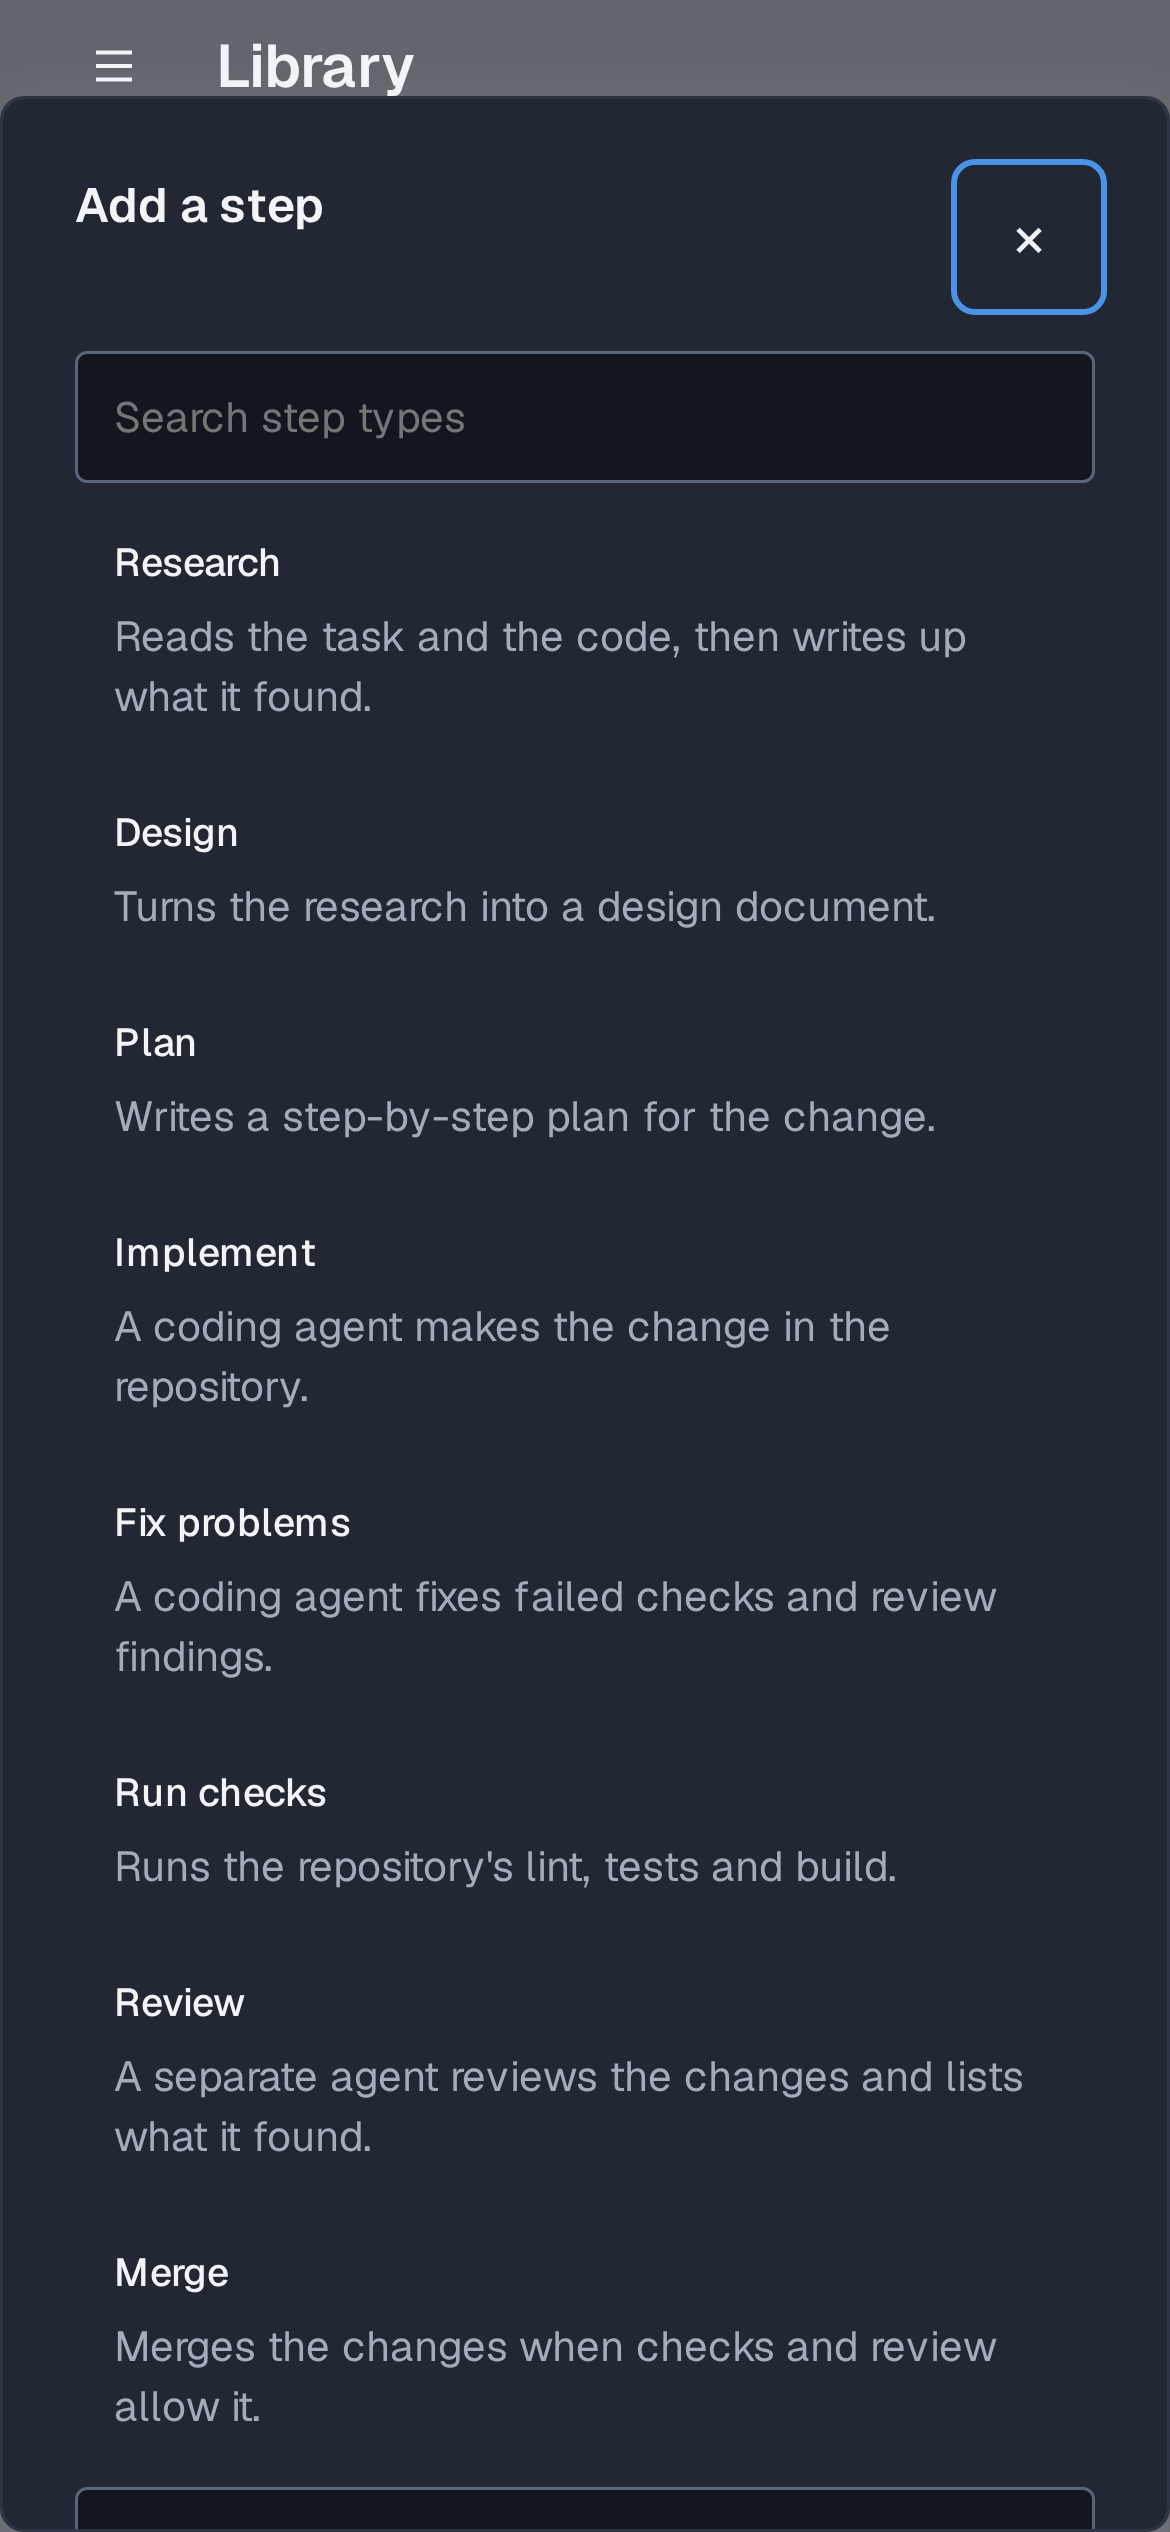 Library
Add a step
Search step types
Research
Reads the task and the code, then writes up
what it found.
Design
Turns the research into a design document.
Plan
Writes a step-by-step plan for the change.
Implement
A coding agent makes the change in the
repository.
Fix problems
A coding agent fixes failed checks and review
findings.
Run checks
Runs the repository's lint, tests and build.
Review
A separate agent reviews the changes and lists
what it found.
Merge
Merges the changes when checks and review
allow it.